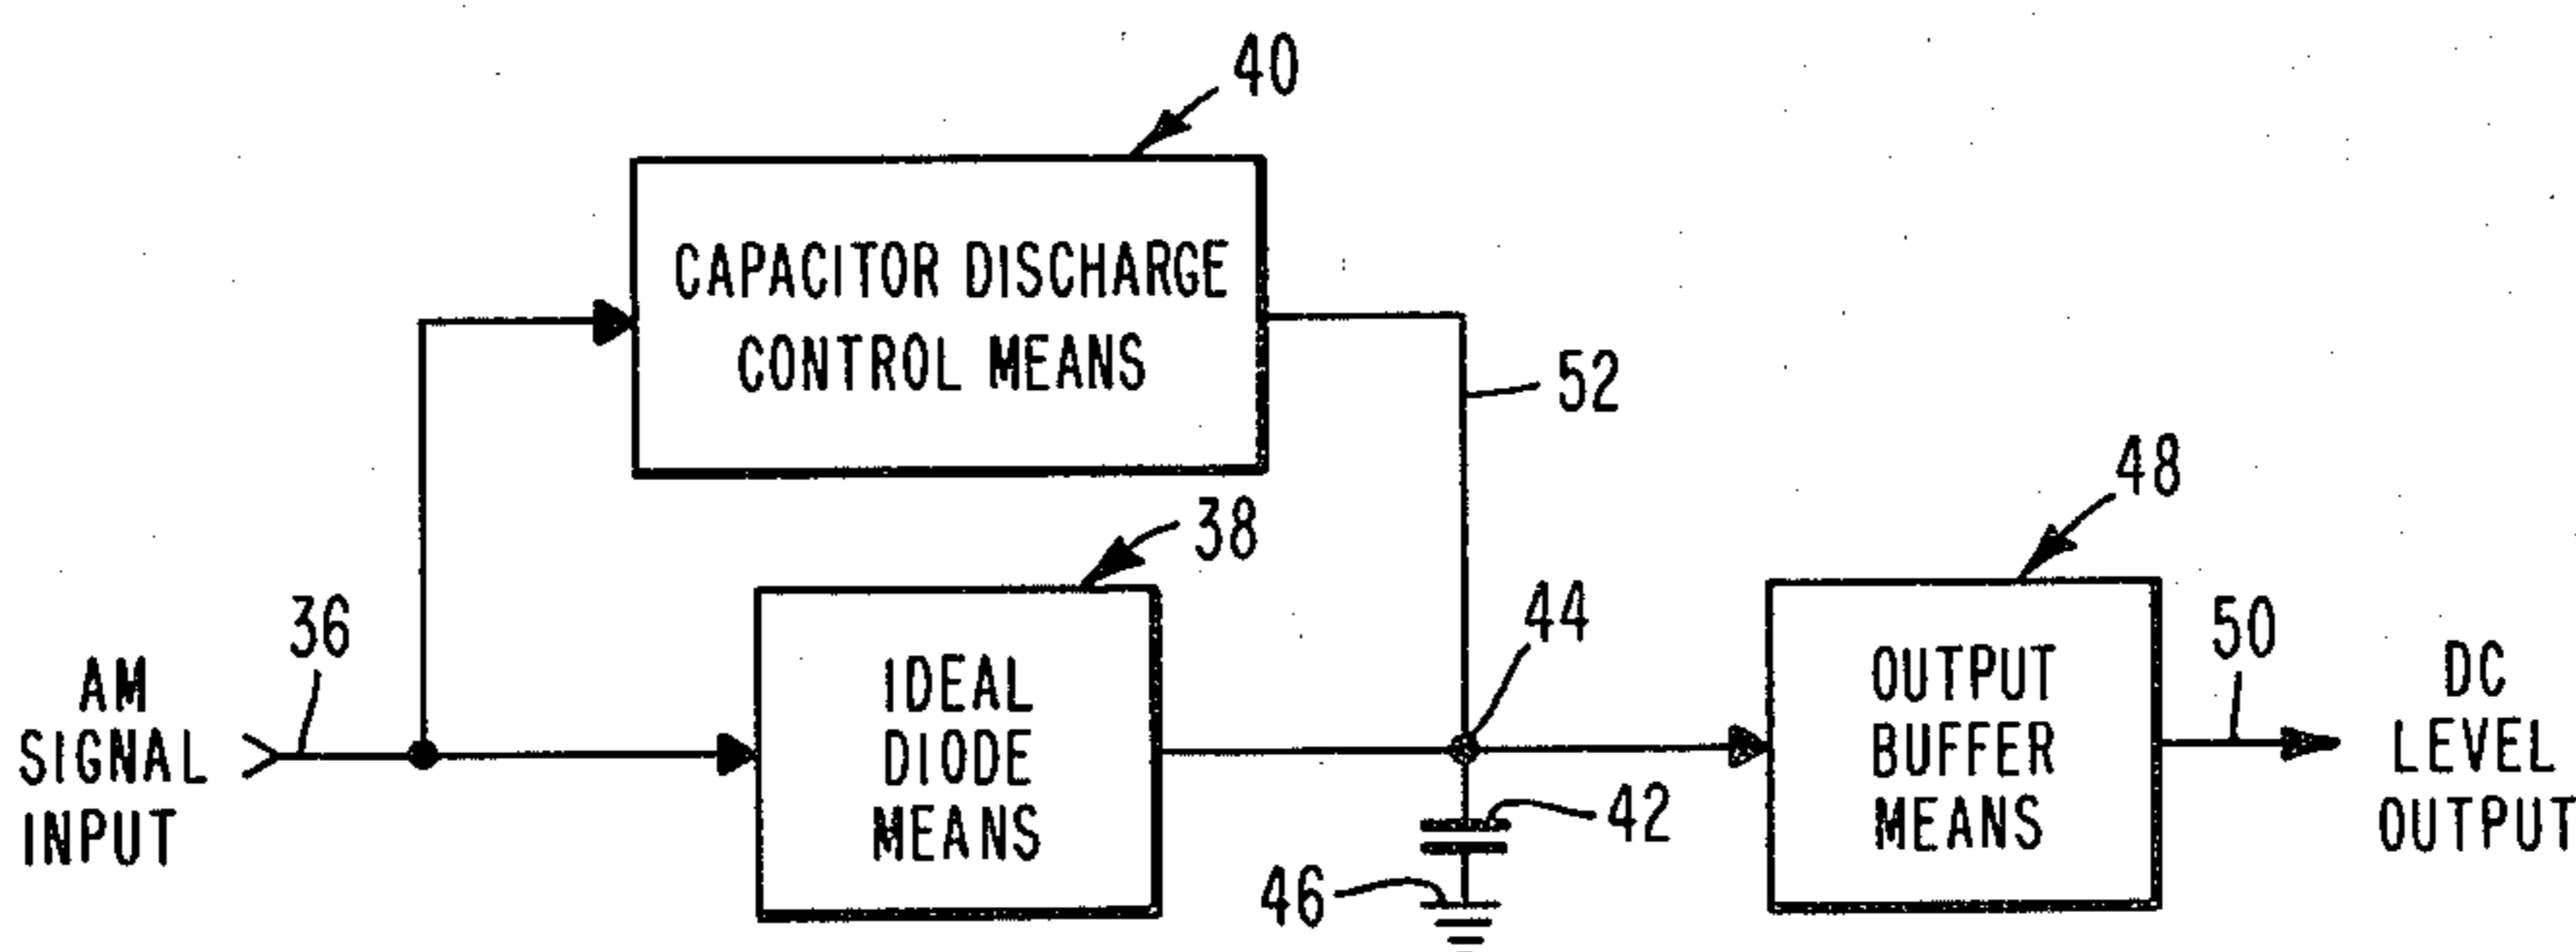 40
CAPACITOR DISCHARGE
CONTROL MEANS
52
48
38
44
36
50
AM
SIGNAL
INPUT
IDEAL
DIODE
MEANS
OUTPUT
BUFFER
MEANS
DC
LEVEL
OUTPUT
42
46